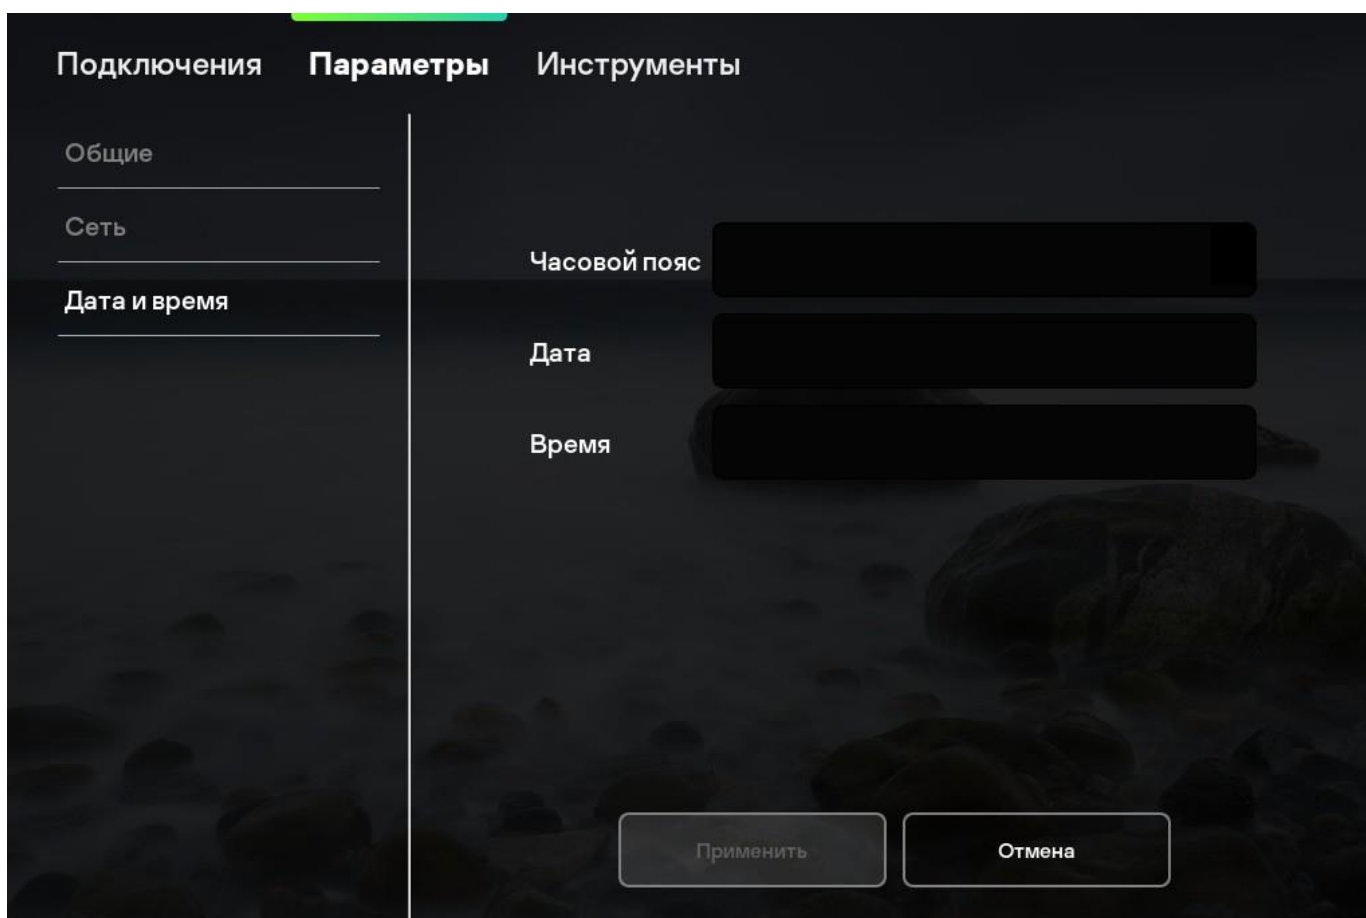 Подключения Параметры Инструменты
Общие
Сеть
Дата и время
Часовой пояс
Дата
Время
Применить Отмена